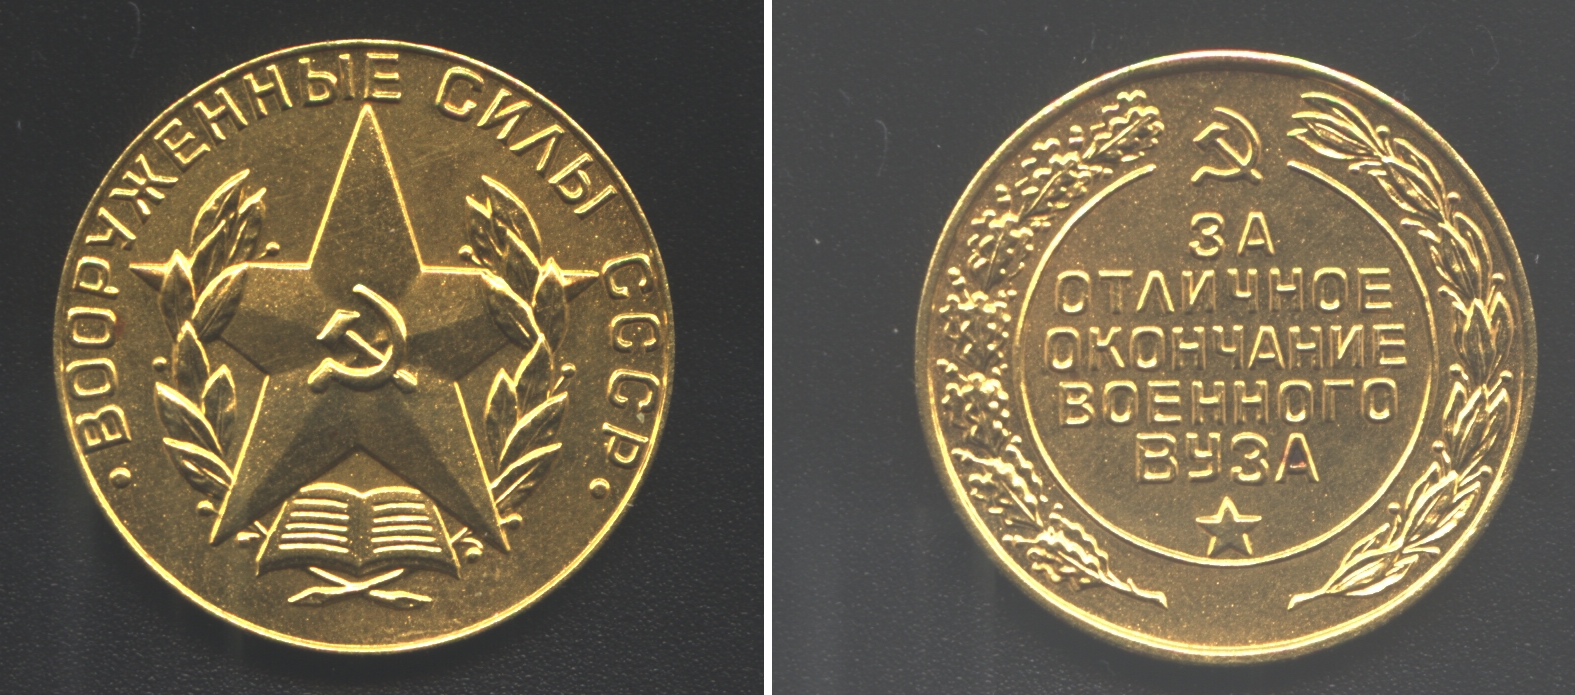 · ВООРУЖЕННЫЕ СИЛЫ СССР ·
ЗА
ОТЛИЧНОЕ
ОКОНЧАНИЕ
ВОЕННОГО
ВУЗА